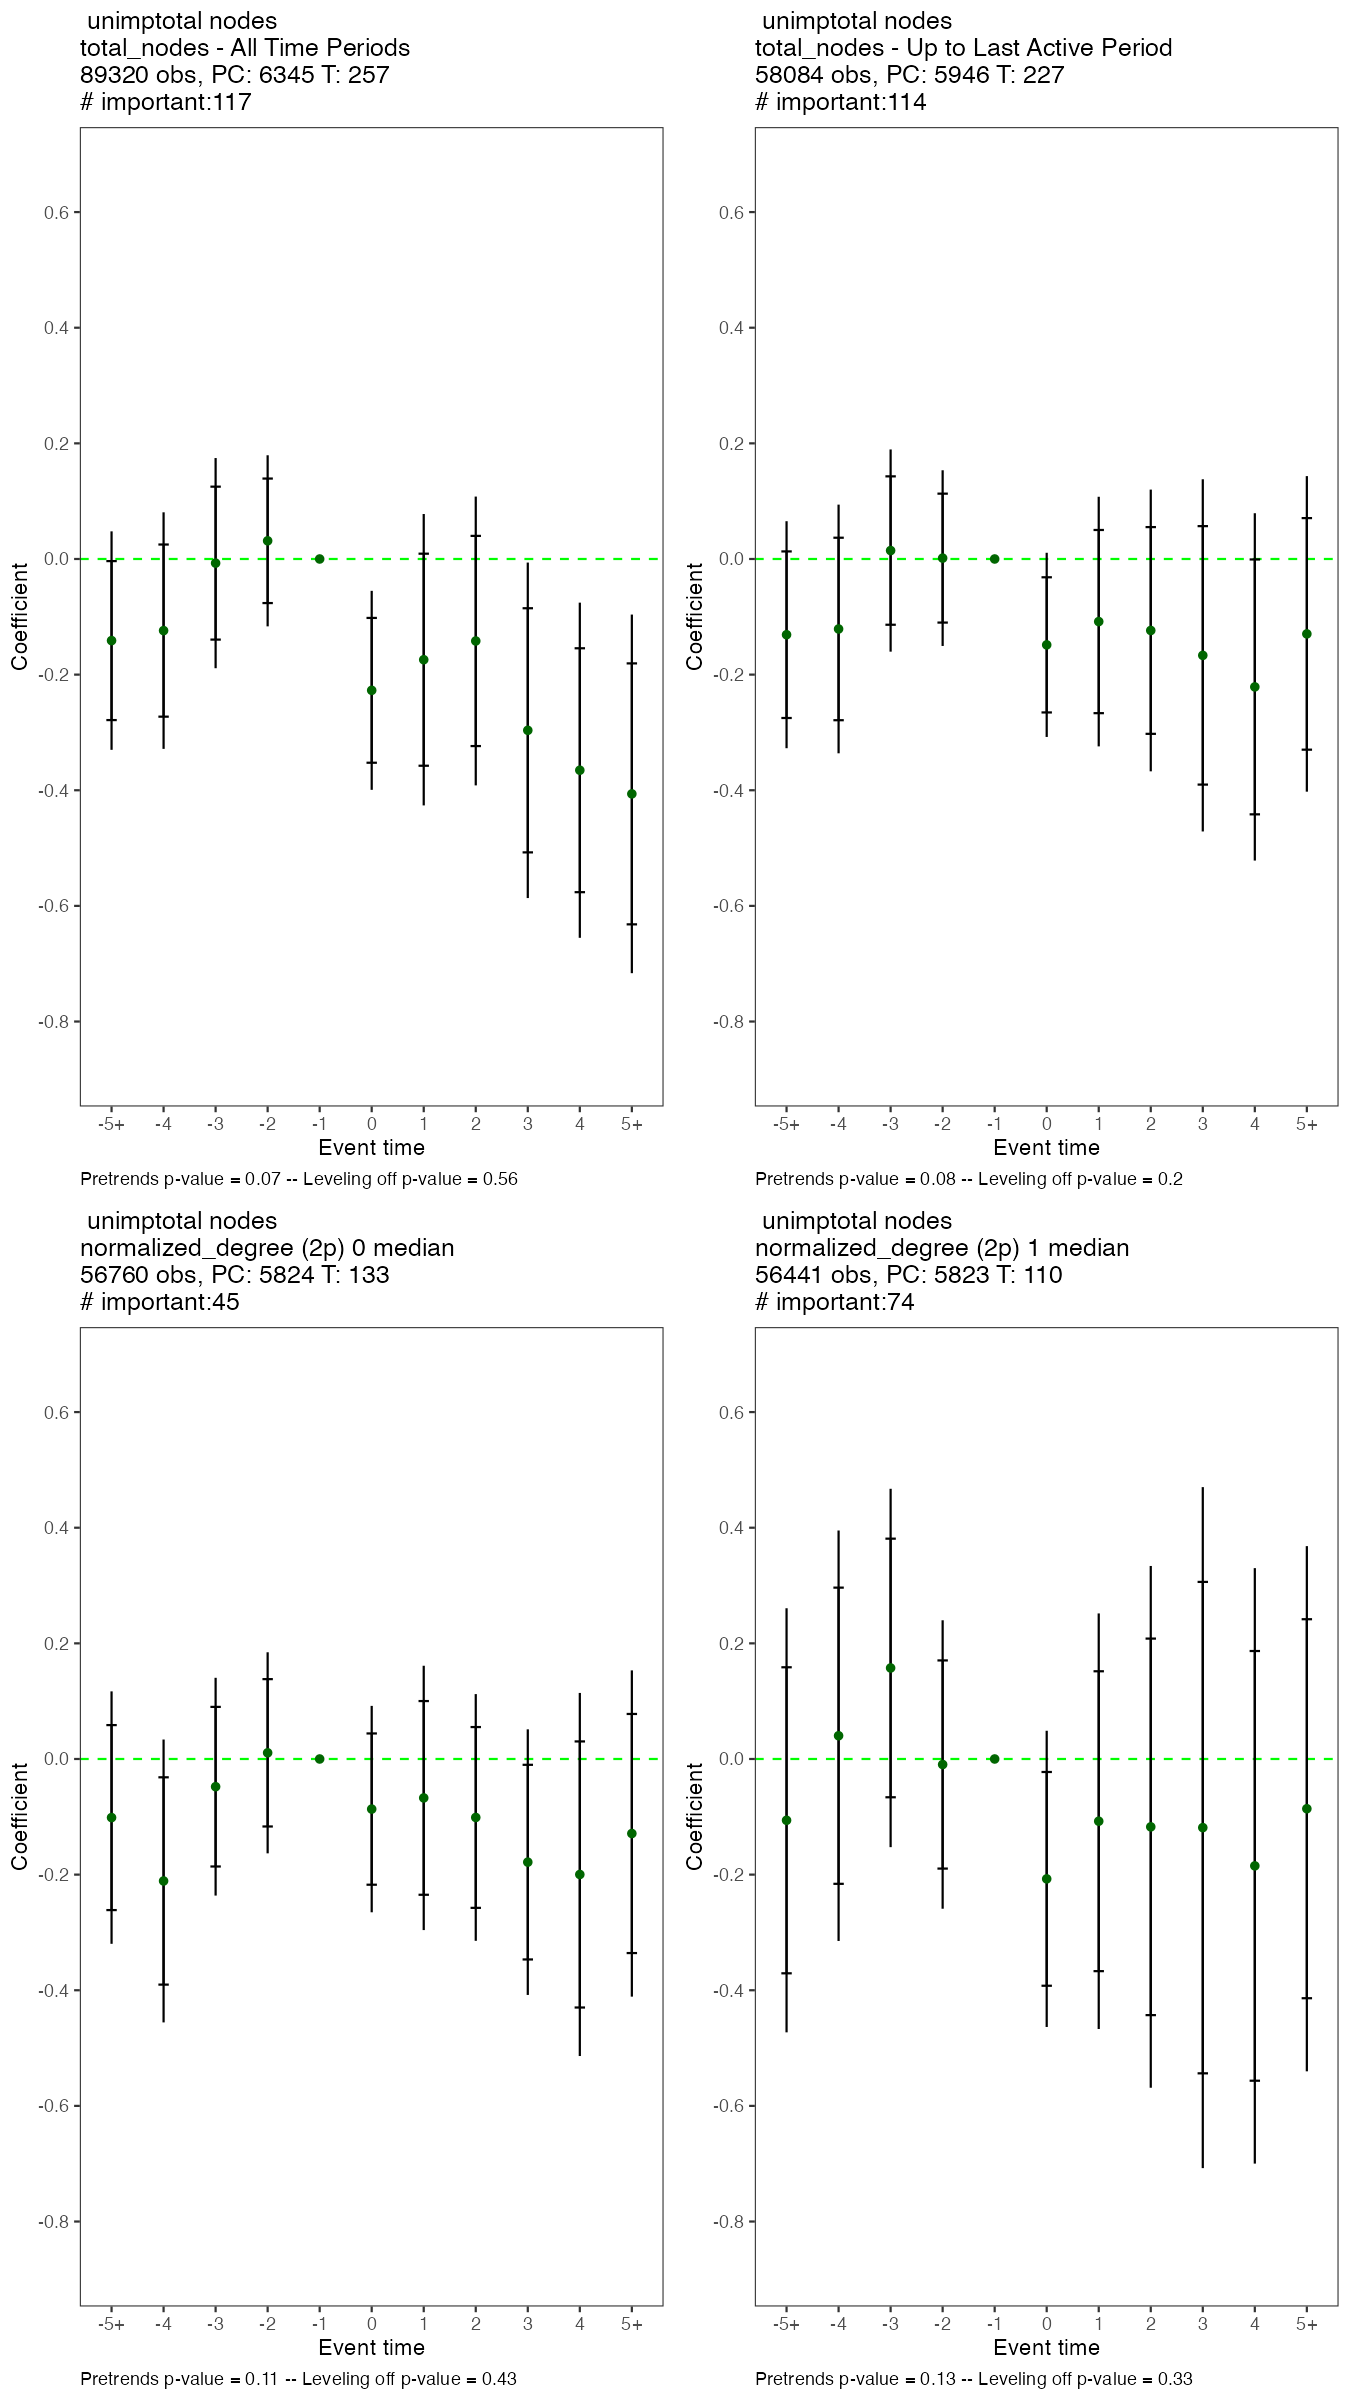 unimptotal nodes
total_nodes - All Time Periods
89320 obs, PC: 6345 T: 257
# important:117
0.6
0.4
0.2
0.0
-0.2
-0.4
-0.6
-0.8
Coefficient
-5+ -4 -3 -2 -1 0 1 2 3 4 5+
Event time
Pretrends p-value = 0.07 -- Leveling off p-value = 0.56
unimptotal nodes
total_nodes - Up to Last Active Period
58084 obs, PC: 5946 T: 227
# important:114
0.6
0.4
0.2
0.0
-0.2
-0.4
-0.6
-0.8
Coefficient
-5+ -4 -3 -2 -1 0 1 2 3 4 5+
Event time
Pretrends p-value = 0.08 -- Leveling off p-value = 0.2
unimptotal nodes
normalized_degree (2p) 0 median
56760 obs, PC: 5824 T: 133
# important:45
0.6
0.4
0.2
0.0
-0.2
-0.4
-0.6
-0.8
Coefficient
-5+ -4 -3 -2 -1 0 1 2 3 4 5+
Event time
Pretrends p-value = 0.11 -- Leveling off p-value = 0.43
unimptotal nodes
normalized_degree (2p) 1 median
56441 obs, PC: 5823 T: 110
# important:74
0.6
0.4
0.2
0.0
-0.2
-0.4
-0.6
-0.8
Coefficient
-5+ -4 -3 -2 -1 0 1 2 3 4 5+
Event time
Pretrends p-value = 0.13 -- Leveling off p-value = 0.33